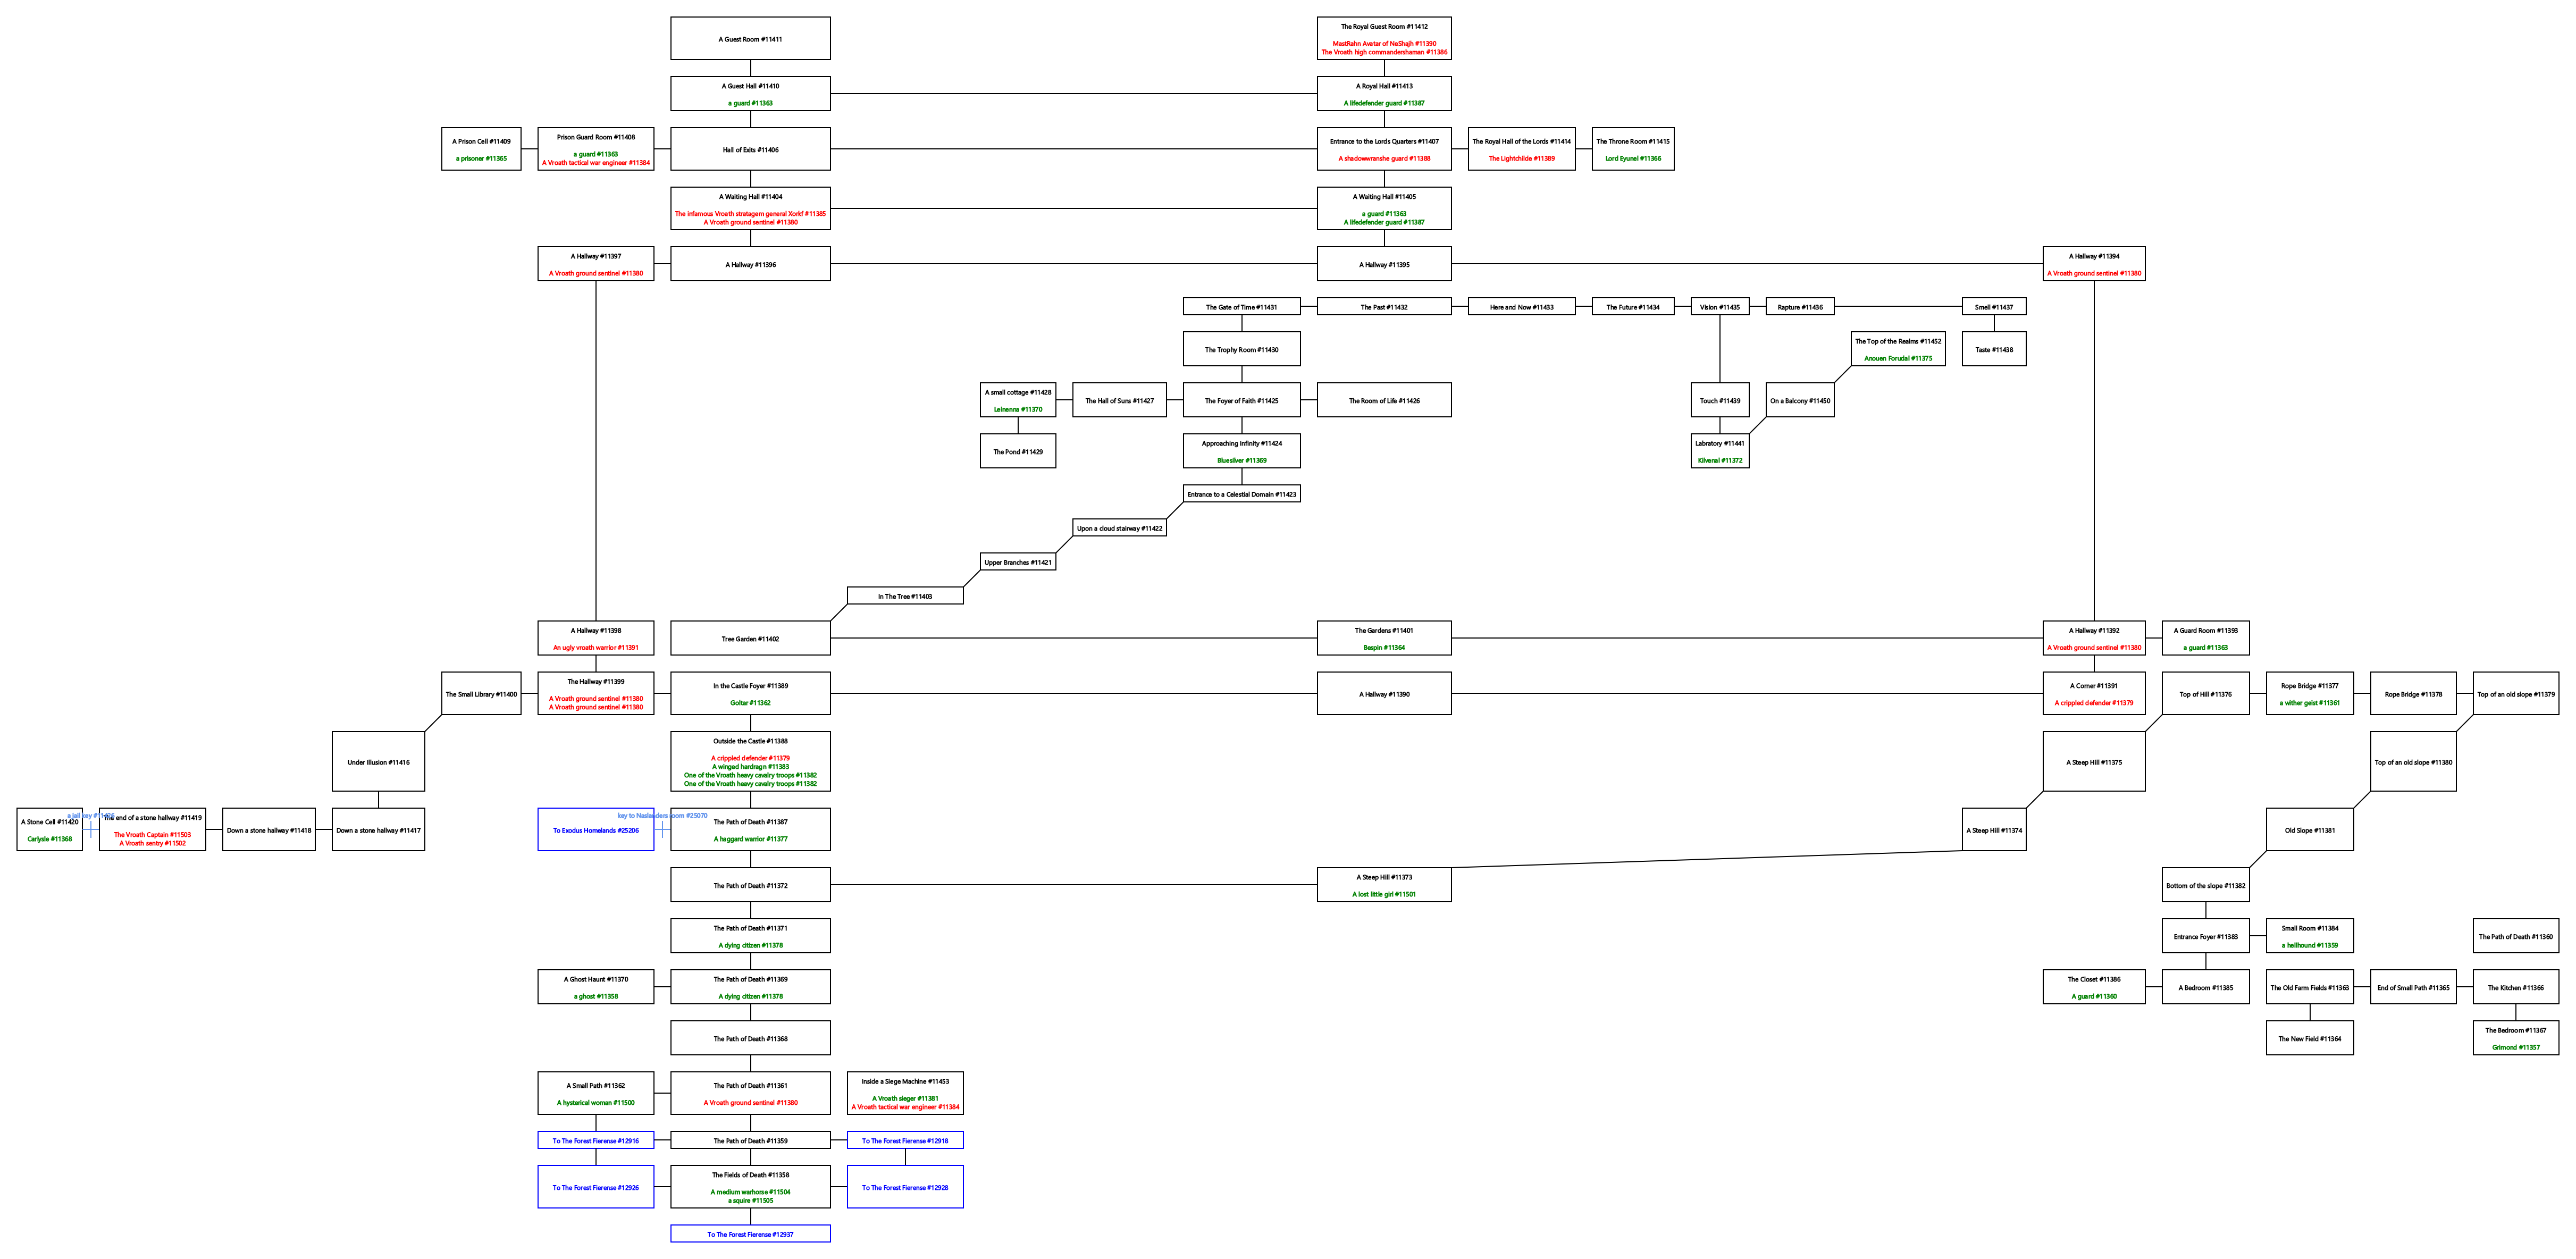 A Guest Room #11411
The Royal Guest Room #11412
MastRahn Avatar of NeShajh #11390
The Vroath high commandershaman #11386
A Guest Hall #11410
a guard #11363
A Royal Hall #11413
A lifedefender guard #11387
A Prison Cell #11409
a prisoner #11365
Prison Guard Room #11408
a guard #11363
A Vroath tactical war engineer #11384
Hall of Exits #11406
Entrance to the Lords Quarters #11407
A shadowwranshe guard #11388
The Royal Hall of the Lords #11414
The Lightchilde #11389
The Throne Room #11415
Lord Eyunal #11366
A Waiting Hall #11404
The infamous Vroath stratagem general Xorkf #11385
A Vroath ground sentinel #11380
A Waiting Hall #11405
a guard #11363
A lifedefender guard #11387
A Hallway #11397
A Vroath ground sentinel #11380
A Hallway #11396
A Hallway #11395
A Hallway #11394
A Vroath ground sentinel #11380
The Gate of Time #11431
The Past #11432
Here and Now #11433
The Future #11434
Vision #11435
Rapture #11436
Smell #11437
The Trophy Room #11430
The Top of the Realms #11452
Anouen Forudal #11375
Taste #11438
A small cottage #11428
Leinenna #11370
The Hall of Suns #11427
The Foyer of Faith #11425
The Room of Life #11426
Touch #11439
On a Balcony #11450
The Pond #11429
Approaching Infinity #11424
Bluesilver #11369
Labratory #11441
Kilvenal #11372
Entrance to a Celestial Domain #11423
Upon a cloud stairway #11422
Upper Branches #11421
In The Tree #11403
A Hallway #11398
An ugly vroath warrior #11391
Tree Garden #11402
The Gardens #11401
Bespin #11364
A Hallway #11392
A Vroath ground sentinel #11380
A Guard Room #11393
a guard #11363
The Small Library #11400
The Hallway #11399
A Vroath ground sentinel #11380
A Vroath ground sentinel #11380
In the Castle Foyer #11389
Goltar #11362
A Hallway #11390
A Corner #11391
A crippled defender #11379
Top of Hill #11376
Rope Bridge #11377
a wither geist #11361
Rope Bridge #11378
Top of an old slope #11379
Under Illusion #11416
Outside the Castle #11388
A crippled defender #11379
A winged hardragn #11383
One of the Vroath heavy cavalry troops #11382
One of the Vroath heavy cavalry troops #11382
A Steep Hill #11375
Top of an old slope #11380
A Stone Cell #11420
Carlysle #11368
a jail key
The end of a stone hallway #11419
The Vroath Captain #11503
A Vroath sentry #11502
Down a stone hallway #11418
Down a stone hallway #11417
To Exodus Homelands #25206
key to Naslanders room #25070
The Path of Death #11387
A haggard warrior #11377
A Steep Hill #11374
Old Slope #11381
The Path of Death #11372
A Steep Hill #11373
A lost little girl #11501
Bottom of the slope #11382
The Path of Death #11371
A dying citizen #11378
Entrance Foyer #11383
Small Room #11384
a hellhound #11359
The Path of Death #11360
A Ghost Haunt #11370
a ghost #11358
The Path of Death #11369
A dying citizen #11378
The Closet #11386
A guard #11360
A Bedroom #11385
The Old Farm Fields #11363
End of Small Path #11365
The Kitchen #11366
The Path of Death #11368
The New Field #11364
The Bedroom #11367
Grimond #11357
A Small Path #11362
A hysterical woman #11500
The Path of Death #11361
A Vroath ground sentinel #11380
Inside a Siege Machine #11453
A Vroath sieger #11381
A Vroath tactical war engineer #11384
To The Forest Fierense #12916
The Path of Death #11359
To The Forest Fierense #12918
To The Forest Fierense #12926
The Fields of Death #11358
A medium warhorse #11504
a squire #11505
To The Forest Fierense #12928
To The Forest Fierense #12937